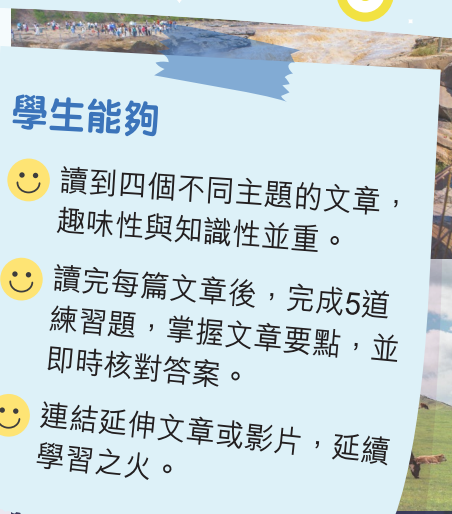 學生能夠
讀到四個不同主題的文章，
趣味性與知識性並重。
讀完每篇文章後，完成5道
練習題，掌握文章要點，並
即時核對答案。
連結延伸文章或影片，延續
學習之火。